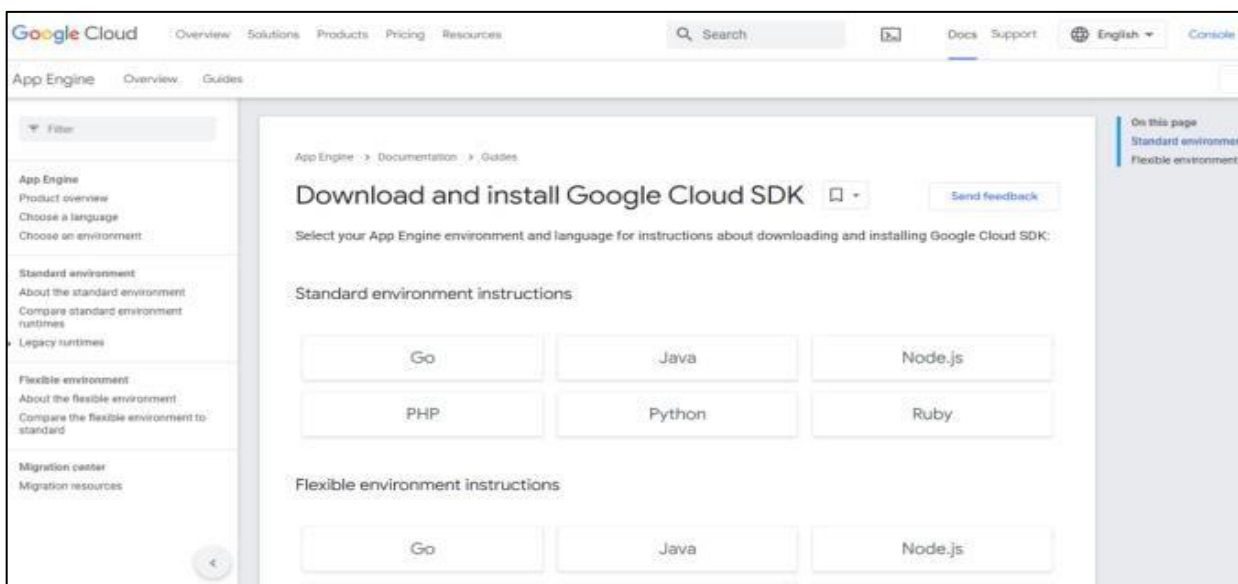 Google Cloud Overview Solutions Products Pricing Resources Search Docs Support English Console
App Engine Overview Guides
Filter
App Engine
Product overview
Choose a language
Choose an environment
Standard environment
About the standard environment
Compare standard environment
runtimes
Legacy runtimes
Flexible environment
About the flexible environment
Compare the flexible environment to
standard
Migration center
Migration resources
App Engine > Documentation > Guides
Download and install Google Cloud SDK
Send feedback
Select your App Engine environment and language for instructions about downloading and installing Google Cloud SDK:
Standard environment instructions
Go Java Node.js
PHP Python Ruby
Flexible environment instructions
Go Java Node.js
On this page
Standard environmen
Flexible environment